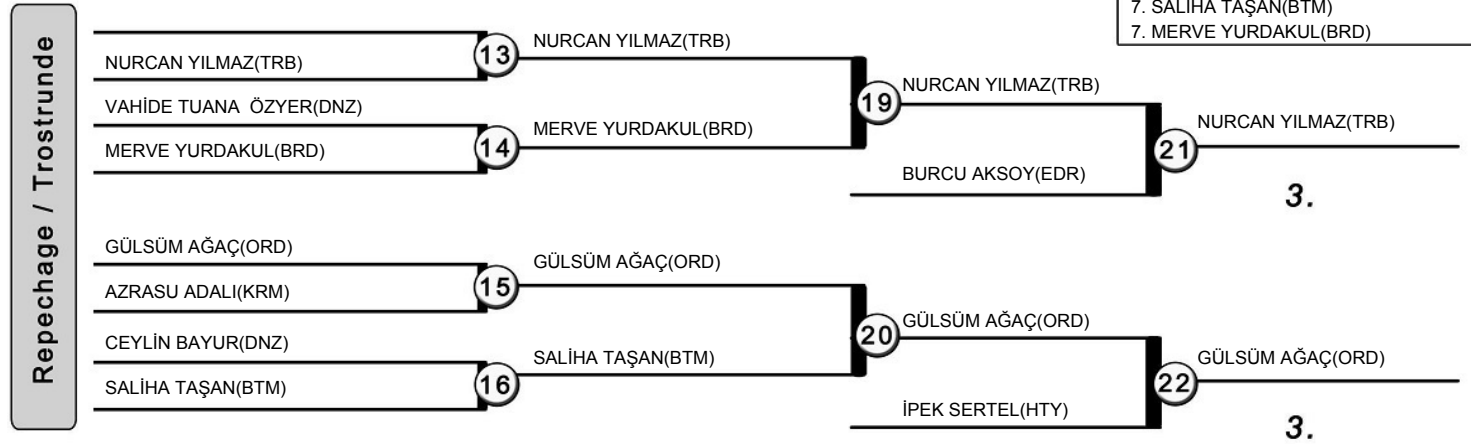 7. SALİHA TAŞAN(BTM)
7. MERVE YURDAKUL(BRD)
Repechage / Trostrunde
NURCAN YILMAZ(TRB)
13
NURCAN YILMAZ(TRB)
VAHİDE TUANA ÖZYER(DNZ)
MERVE YURDAKUL(BRD)
14
MERVE YURDAKUL(BRD)
19
NURCAN YILMAZ(TRB)
BURCU AKSOY(EDR)
21
NURCAN YILMAZ(TRB)
3.
GÜLSÜM AĞAÇ(ORD)
AZRASU ADALI(KRM)
15
GÜLSÜM AĞAÇ(ORD)
CEYLİN BAYUR(DNZ)
SALİHA TAŞAN(BTM)
16
SALİHA TAŞAN(BTM)
20
GÜLSÜM AĞAÇ(ORD)
İPEK SERTEL(HTY)
22
GÜLSÜM AĞAÇ(ORD)
3.